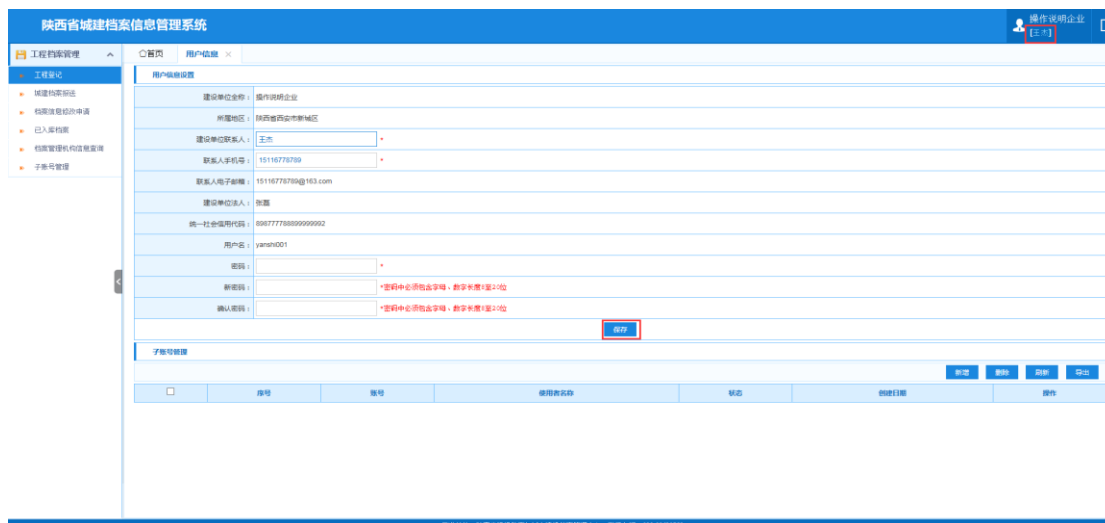 陕西省城建档案信息管理系统
操作说明企业
[王杰]
工程档案管理
首页 用户信息 ×
工程登记
城建档案报送
档案信息修改申请
已入库档案
档案管理机构信息查询
子账号管理
用户信息设置
建设单位全称： 操作说明企业
所属地区： 陕西省西安市新城区
建设单位联系人： 王杰 *
联系人手机号： 15116778789 *
联系人电子邮箱： 15116778789@163.com
建设单位法人：
统一社会信用代码： 898777788899999992
用户名： yanshi001
密码： *
新密码： *密码中必须包含字母、数字长度8至20位
确认密码： *密码中必须包含字母、数字长度8至20位
保存
子账号管理
新增 删除 刷新 导出
序号 账号 使用者名称 状态 创建日期 操作